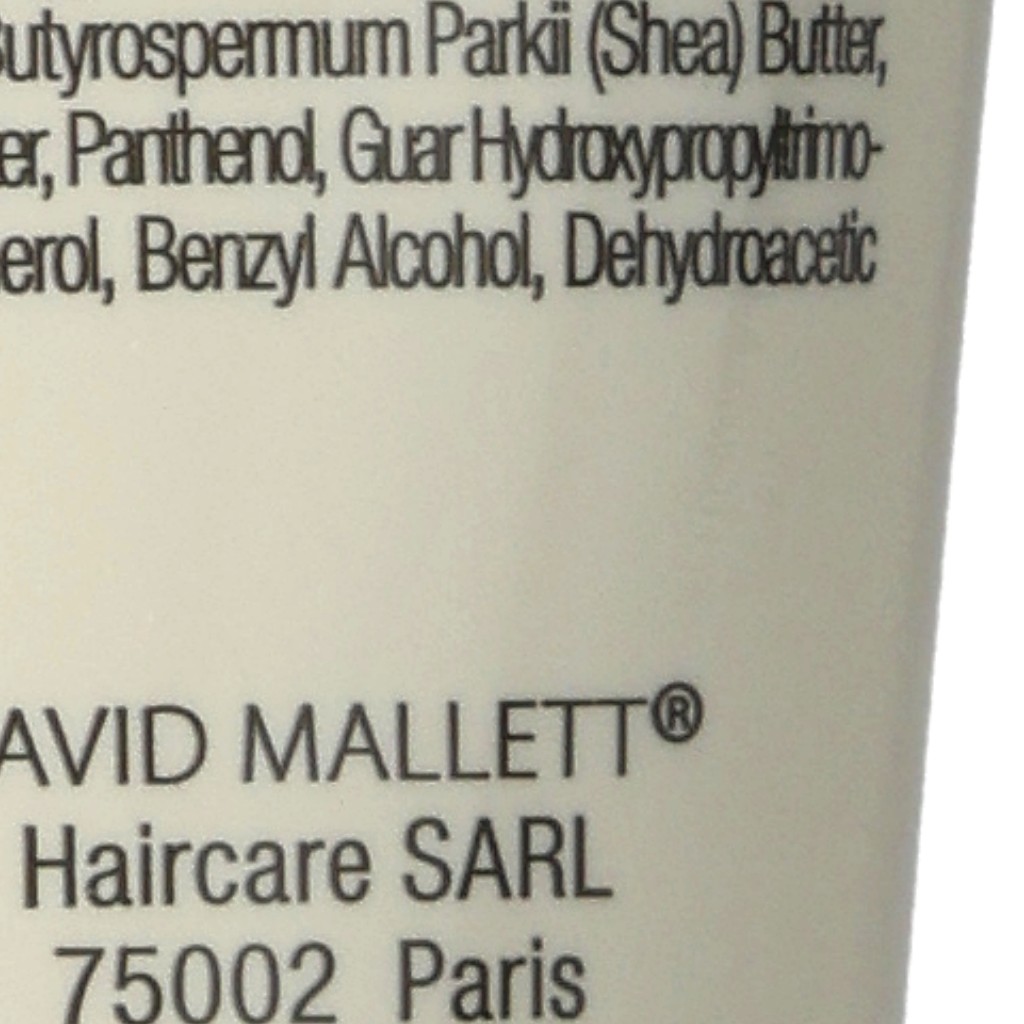 utyrospermum Parkii (Shea) Butter,
er, Panthenol, Guar Hydroxypropyltrimo-
erol, Benzyl Alcohol, Dehydroacetic
AVID MALLETT®
Haircare SARL
75002 Paris